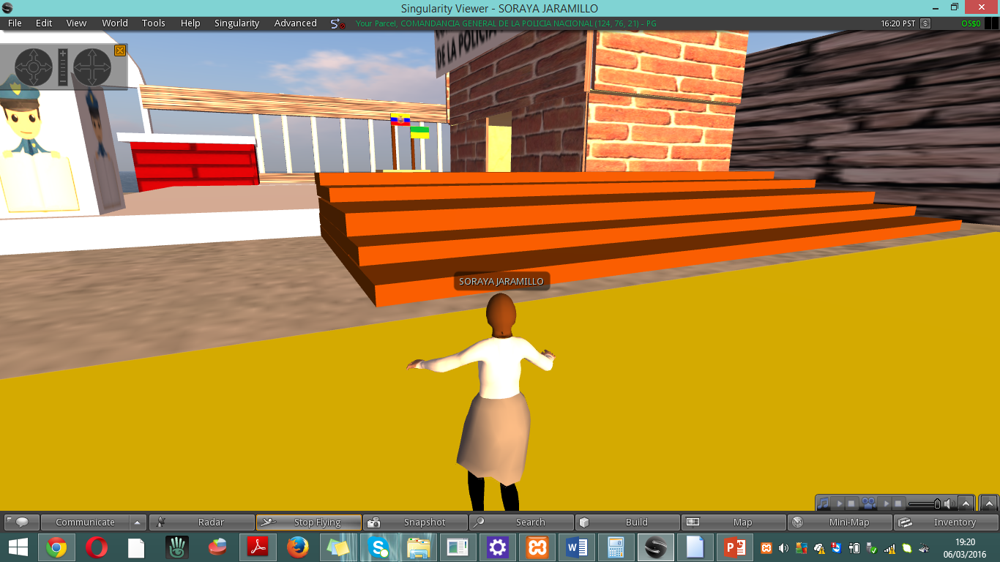 Singularity Viewer - SORAYA JARAMILLO
File Edit View World Tools Help Singularity Advanced Your Parcel, COMANDANCIA GENERAL DE LA POLICIA NACIONAL (124, 76, 21) - PG 16:20 PST $ OS$0
DE LA POLICIA
SORAYA JARAMILLO
Communicate Radar Stop Flying Snapshot Search Build Map Mini-Map Inventory
19:20
06/03/2016